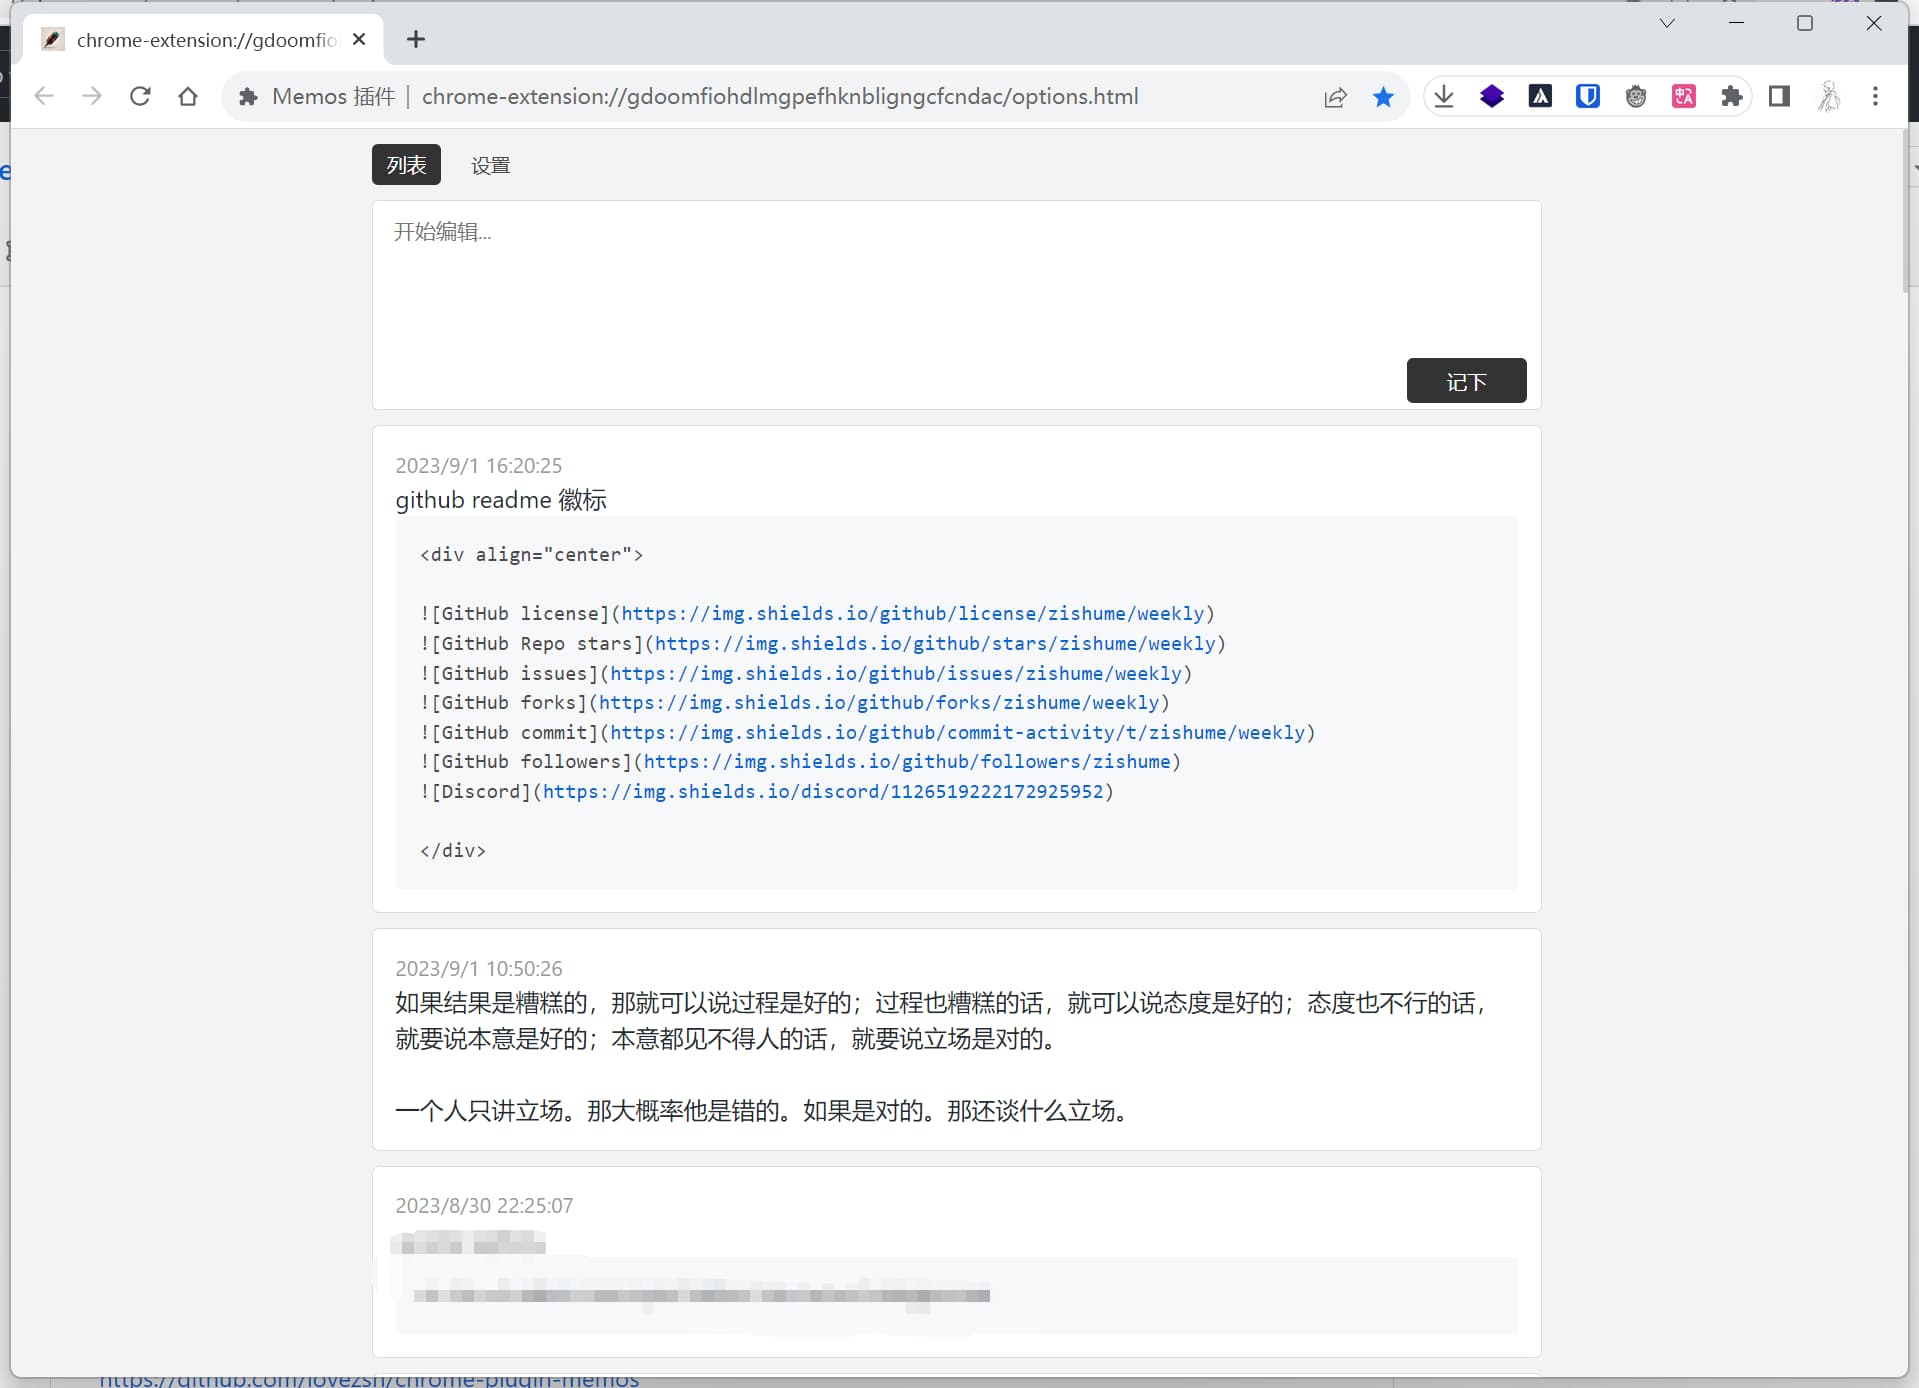 chrome-extension://gdoomfio
Memos 插件 | chrome-extension://gdoomfiohdlmgpefhknbligngcfcndac/options.html
列表 设置
开始编辑...
记下
2023/9/1 16:20:25
github readme 徽标
<div align="center">
![GitHub license](https://img.shields.io/github/license/zishume/weekly)
![GitHub Repo stars](https://img.shields.io/github/stars/zishume/weekly)
![GitHub issues](https://img.shields.io/github/issues/zishume/weekly)
![GitHub forks](https://img.shields.io/github/forks/zishume/weekly)
![GitHub commit](https://img.shields.io/github/commit-activity/t/zishume/weekly)
![GitHub followers](https://img.shields.io/github/followers/zishume)
![Discord](https://img.shields.io/discord/1126519222172925952)
</div>
2023/9/1 10:50:26
如果结果是糟糕的，那就可以说过程是好的；过程也糟糕的话，就可以说态度是好的；态度也不行的话，
就要说本意是好的；本意都见不得人的话，就要说立场是对的。
一个人只讲立场。那大概率他是错的。如果是对的。那还谈什么立场。
2023/8/30 22:25:07
https://github.com/lovezsh/chrome-plugin-memos